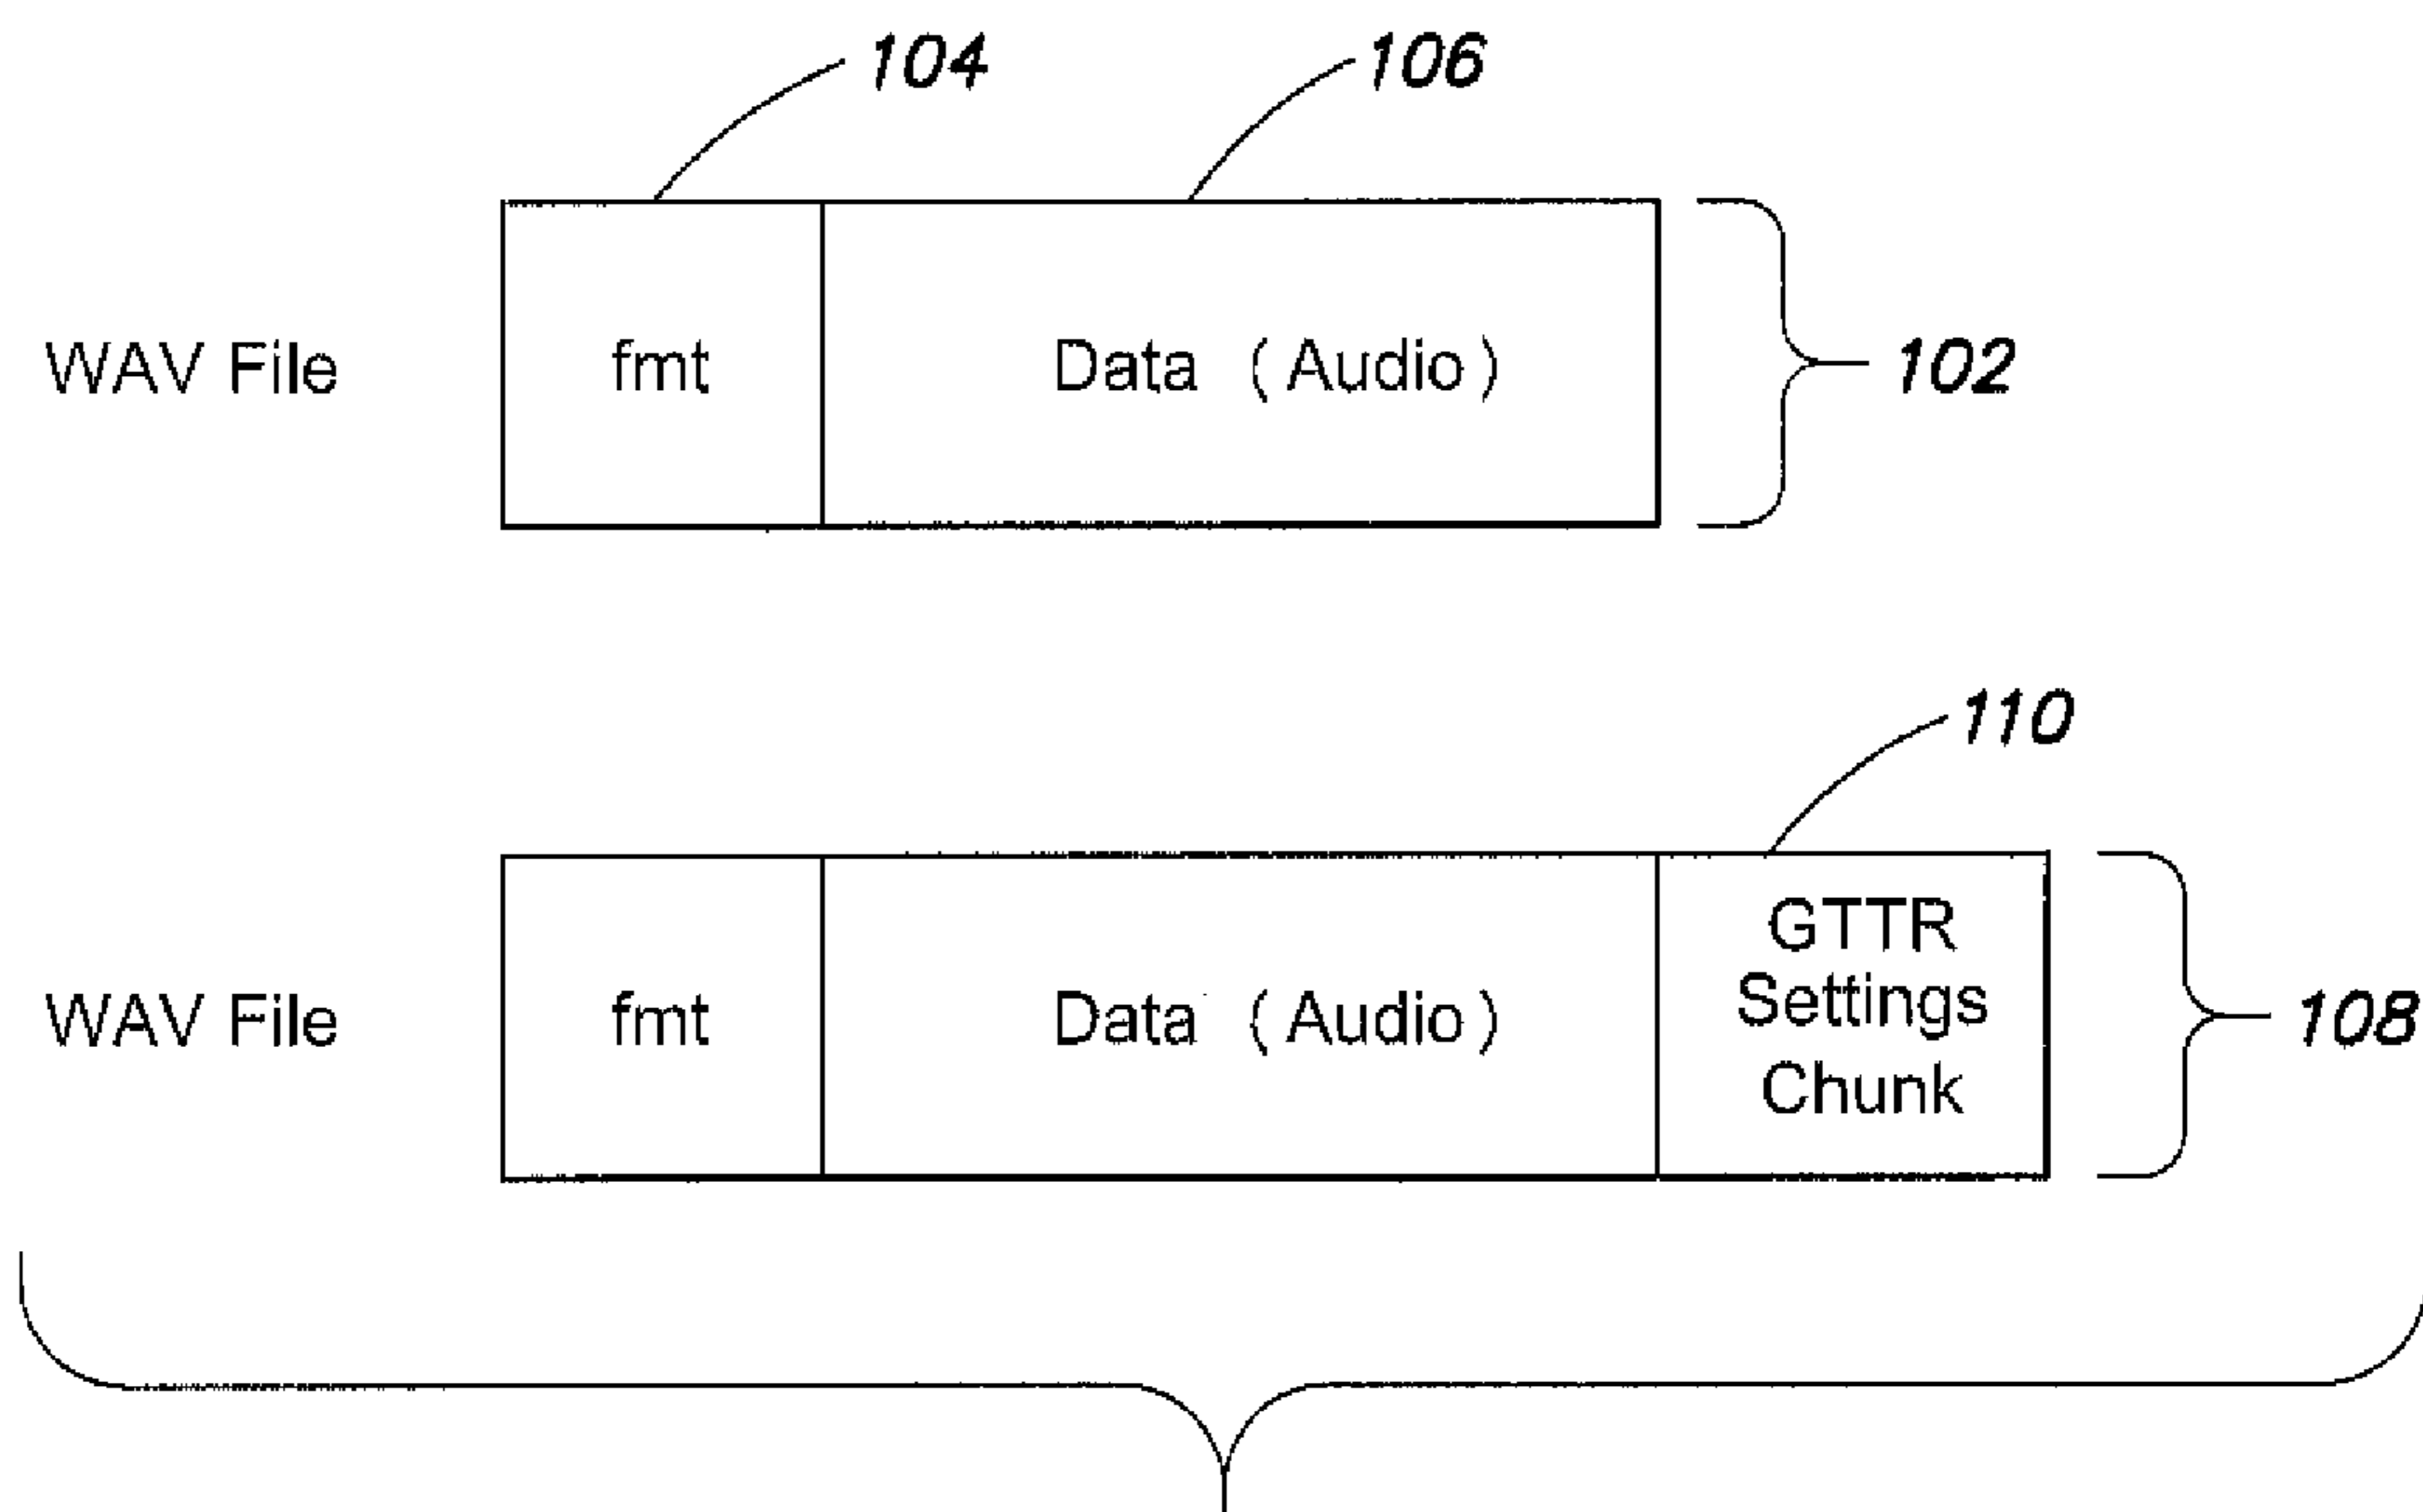 104
106
WAV File
fmt
Data (Audio)
102
110
WAV File
fmt
Data (Audio)
GTTR
Settings
Chunk
108